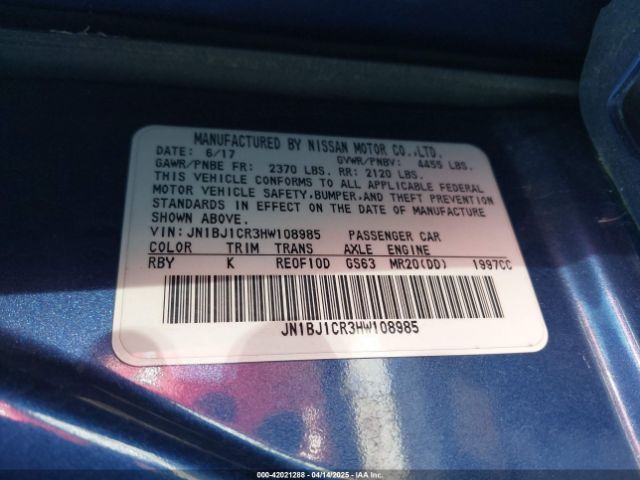 MANUFACTURED BY NISSAN MOTOR CO.,LTD.
DATE: 6/17 GVWR/PNBV: 4455 LBS.
GAWR/PNBE FR: 2370 LBS. RR: 2120 LBS.
THIS VEHICLE CONFORMS TO ALL APPLICABLE FEDERAL
MOTOR VEHICLE SAFETY,BUMPER,AND THEFT PREVENTION
STANDARDS IN EFFECT ON THE DATE OF MANUFACTURE
SHOWN ABOVE.
VIN:JN1BJ1CR3HW108985 PASSENGER CAR
COLOR TRIM TRANS AXLE ENGINE
RBY K RE0F10D GS63 MR20(DD) 1997CC
JN1BJ1CR3HW108985
000-42021288 04/14/2025 IAAI.COM